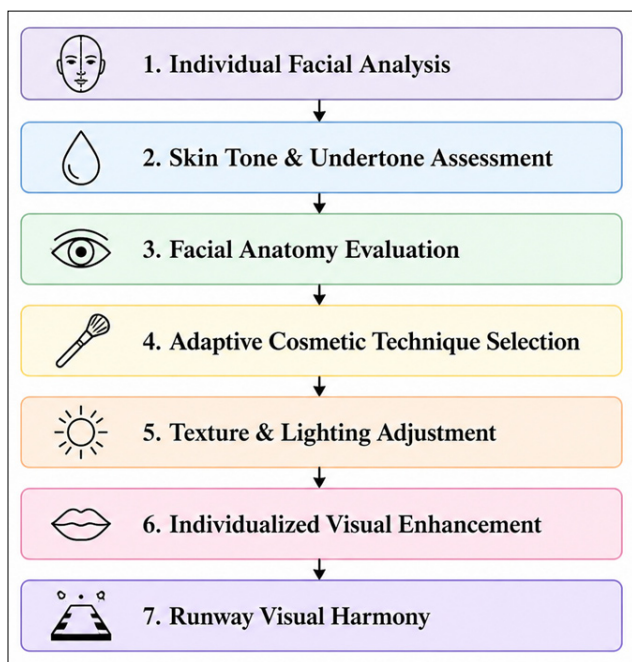 1. Individual Facial Analysis
2. Skin Tone & Undertone Assessment
3. Facial Anatomy Evaluation
4. Adaptive Cosmetic Technique Selection
5. Texture & Lighting Adjustment
6. Individualized Visual Enhancement
7. Runway Visual Harmony